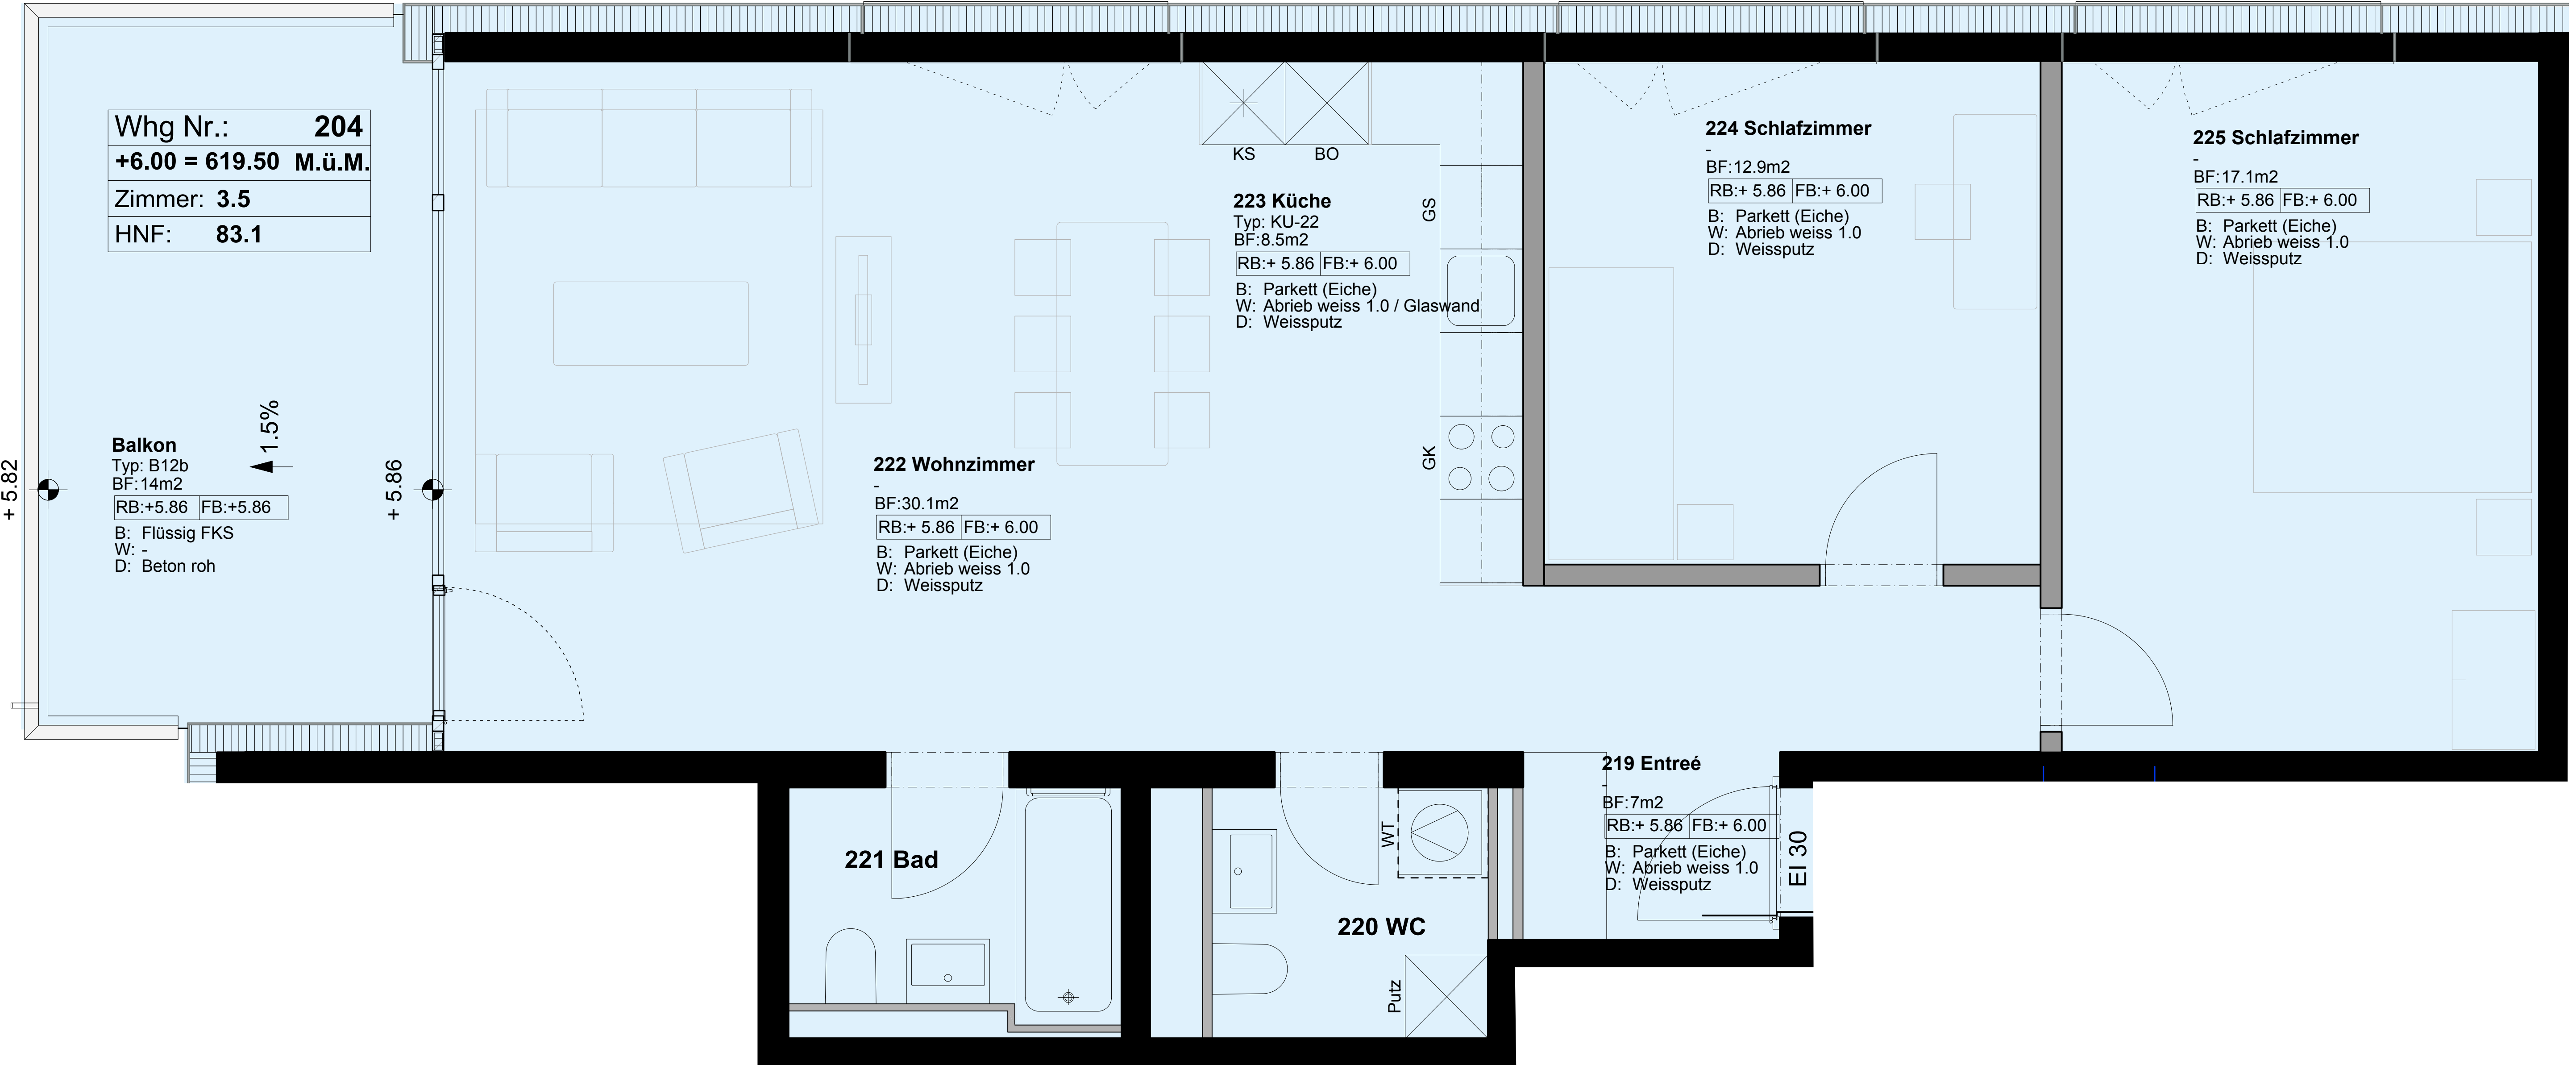 Whg Nr.: 204
+6.00 = 619.50 M.ü.M.
Zimmer: 3.5
HNF: 83.1
Balkon
Typ: B12b
BF:14m2
RB:+5.86 FB:+5.86
B: Flüssig FKS
W: -
D: Beton roh
1.5%
+ 5.82
+ 5.86
222 Wohnzimmer
-
BF:30.1m2
RB:+ 5.86 FB:+ 6.00
B: Parkett (Eiche)
W: Abrieb weiss 1.0
D: Weissputz
KS
BO
223 Küche
Typ: KU-22
BF:8.5m2
RB:+ 5.86 FB:+ 6.00
B: Parkett (Eiche)
W: Abrieb weiss 1.0 / Glaswand
D: Weissputz
GS
GK
224 Schlafzimmer
-
BF:12.9m2
RB:+ 5.86 FB:+ 6.00
B: Parkett (Eiche)
W: Abrieb weiss 1.0
D: Weissputz
225 Schlafzimmer
-
BF:17.1m2
RB:+ 5.86 FB:+ 6.00
B: Parkett (Eiche)
W: Abrieb weiss 1.0
D: Weissputz
221 Bad
WT
220 WC
Putz
219 Entreé
-
BF:7m2
RB:+ 5.86 FB:+ 6.00
B: Parkett (Eiche)
W: Abrieb weiss 1.0
D: Weissputz
EI 30